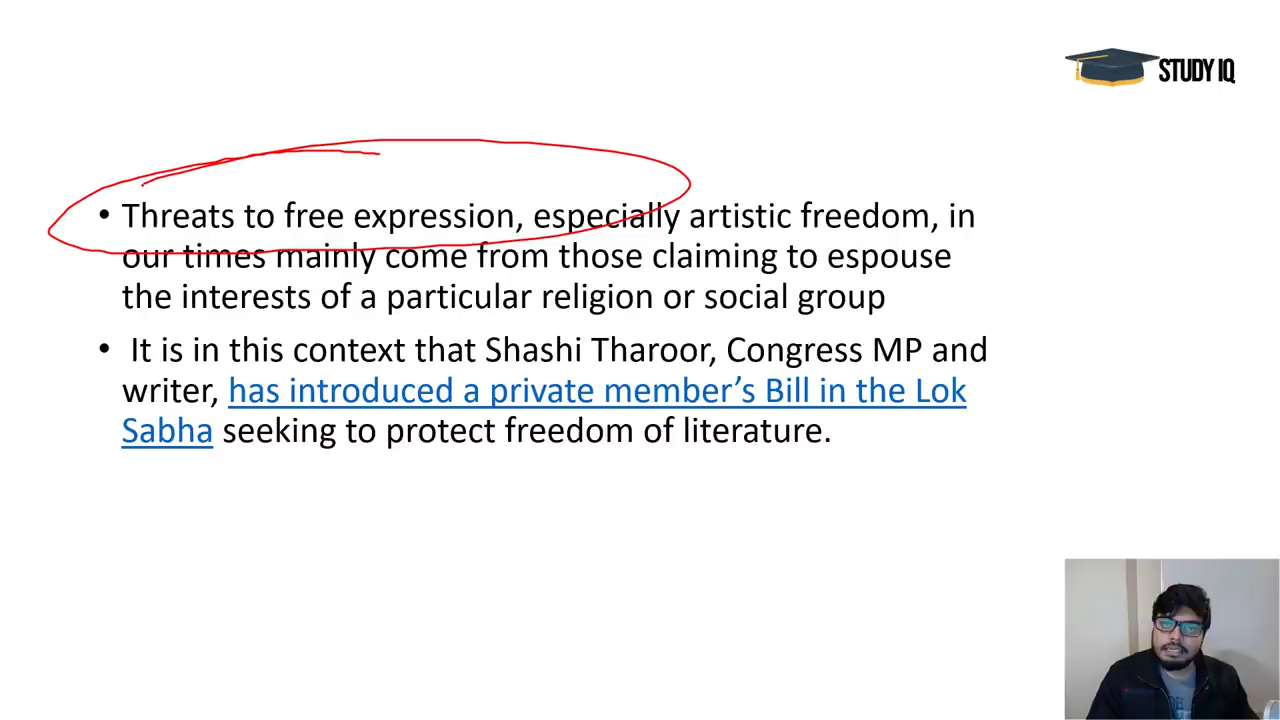 STUDY IQ
• Threats to free expression, especially artistic freedom, in
our times mainly come from those claiming to espouse
the interests of a particular religion or social group
• It is in this context that Shashi Tharoor, Congress MP and
writer, has introduced a private member’s Bill in the Lok
Sabha seeking to protect freedom of literature.